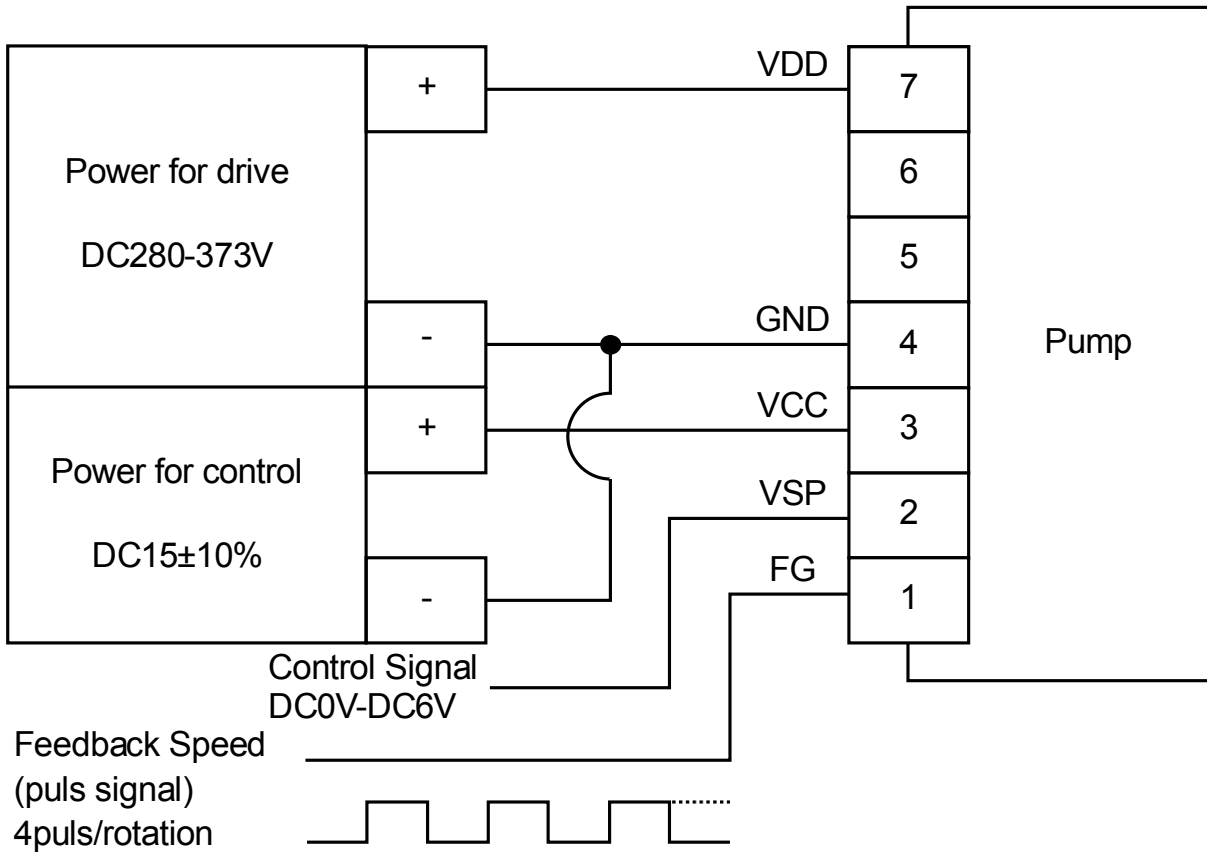 VDD
+
7
Power for drive
6
DC280-373V
5
GND
-
4
Pump
VCC
+
3
Power for control
VSP
2
DC15±10%
FG
-
1
Control Signal
DC0V-DC6V
Feedback Speed
(puls signal)
4puls/rotation